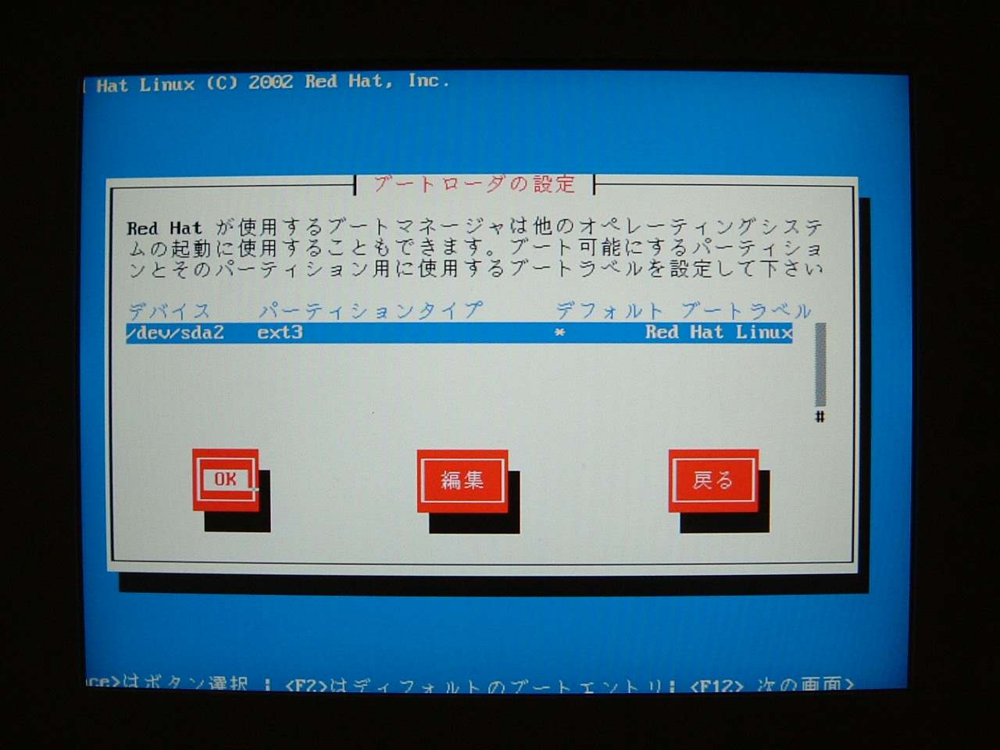 Hat Linux (C) 2002 Red Hat, Inc.
ブートローダの設定
Red Hat が使用するブートマネージャは他のオペレーティングシステ
ムの起動に使用することもできます。ブート可能にするパーティショ
ンとそのパーティション用に使用するブートラベルを設定して下さい
デバイス パーティションタイプ デフォルト ブートラベル
/dev/sda2 ext3 * Red Hat Linux
#
OK 編集 戻る
ce>はボタン選択 | <F2>はディフォルトのブートエントリ| <F12> 次の画面>